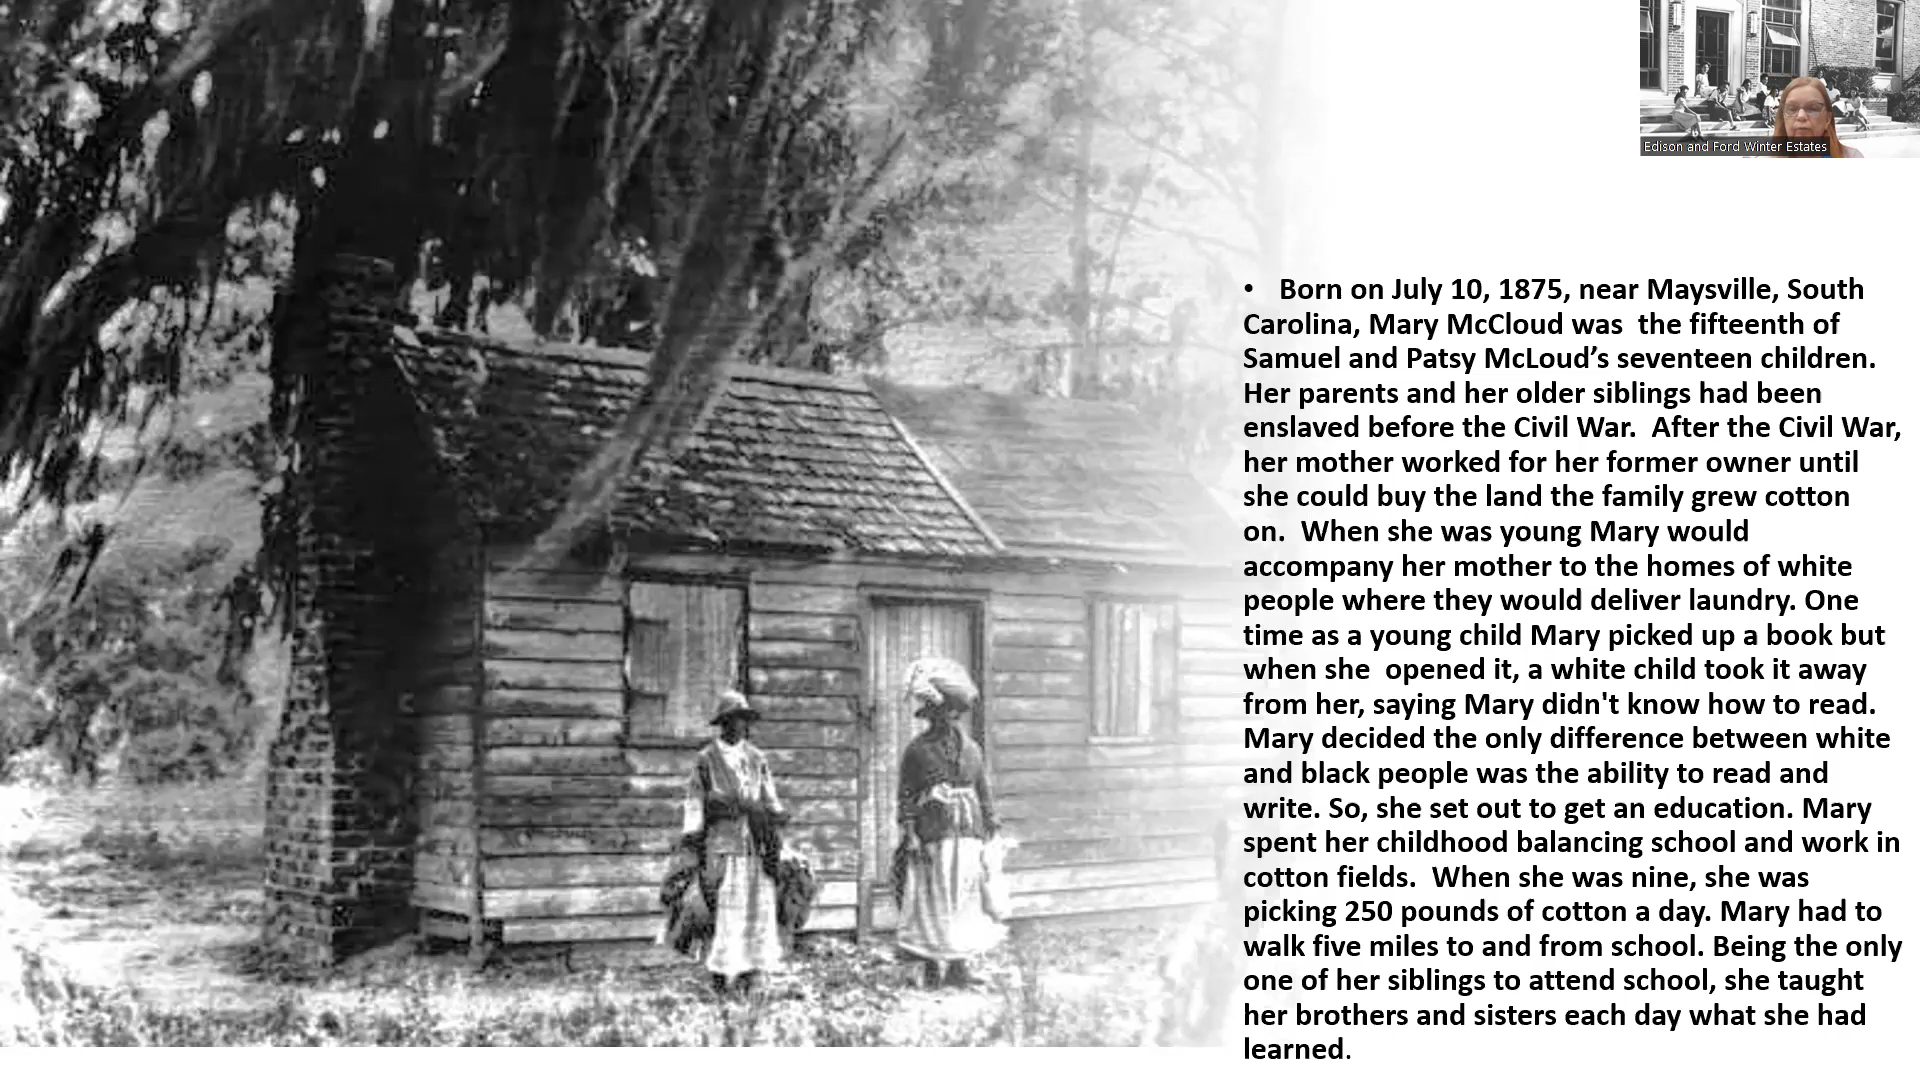 Edison and Ford Winter Estates
• Born on July 10, 1875, near Maysville, South
Carolina, Mary McCloud was  the fifteenth of
Samuel and Patsy McLoud’s seventeen children.
Her parents and her older siblings had been
enslaved before the Civil War.  After the Civil War,
her mother worked for her former owner until
she could buy the land the family grew cotton
on.  When she was young Mary would
accompany her mother to the homes of white
people where they would deliver laundry. One
time as a young child Mary picked up a book but
when she  opened it, a white child took it away
from her, saying Mary didn't know how to read.
Mary decided the only difference between white
and black people was the ability to read and
write. So, she set out to get an education. Mary
spent her childhood balancing school and work in
cotton fields.  When she was nine, she was
picking 250 pounds of cotton a day. Mary had to
walk five miles to and from school. Being the only
one of her siblings to attend school, she taught
her brothers and sisters each day what she had
learned.